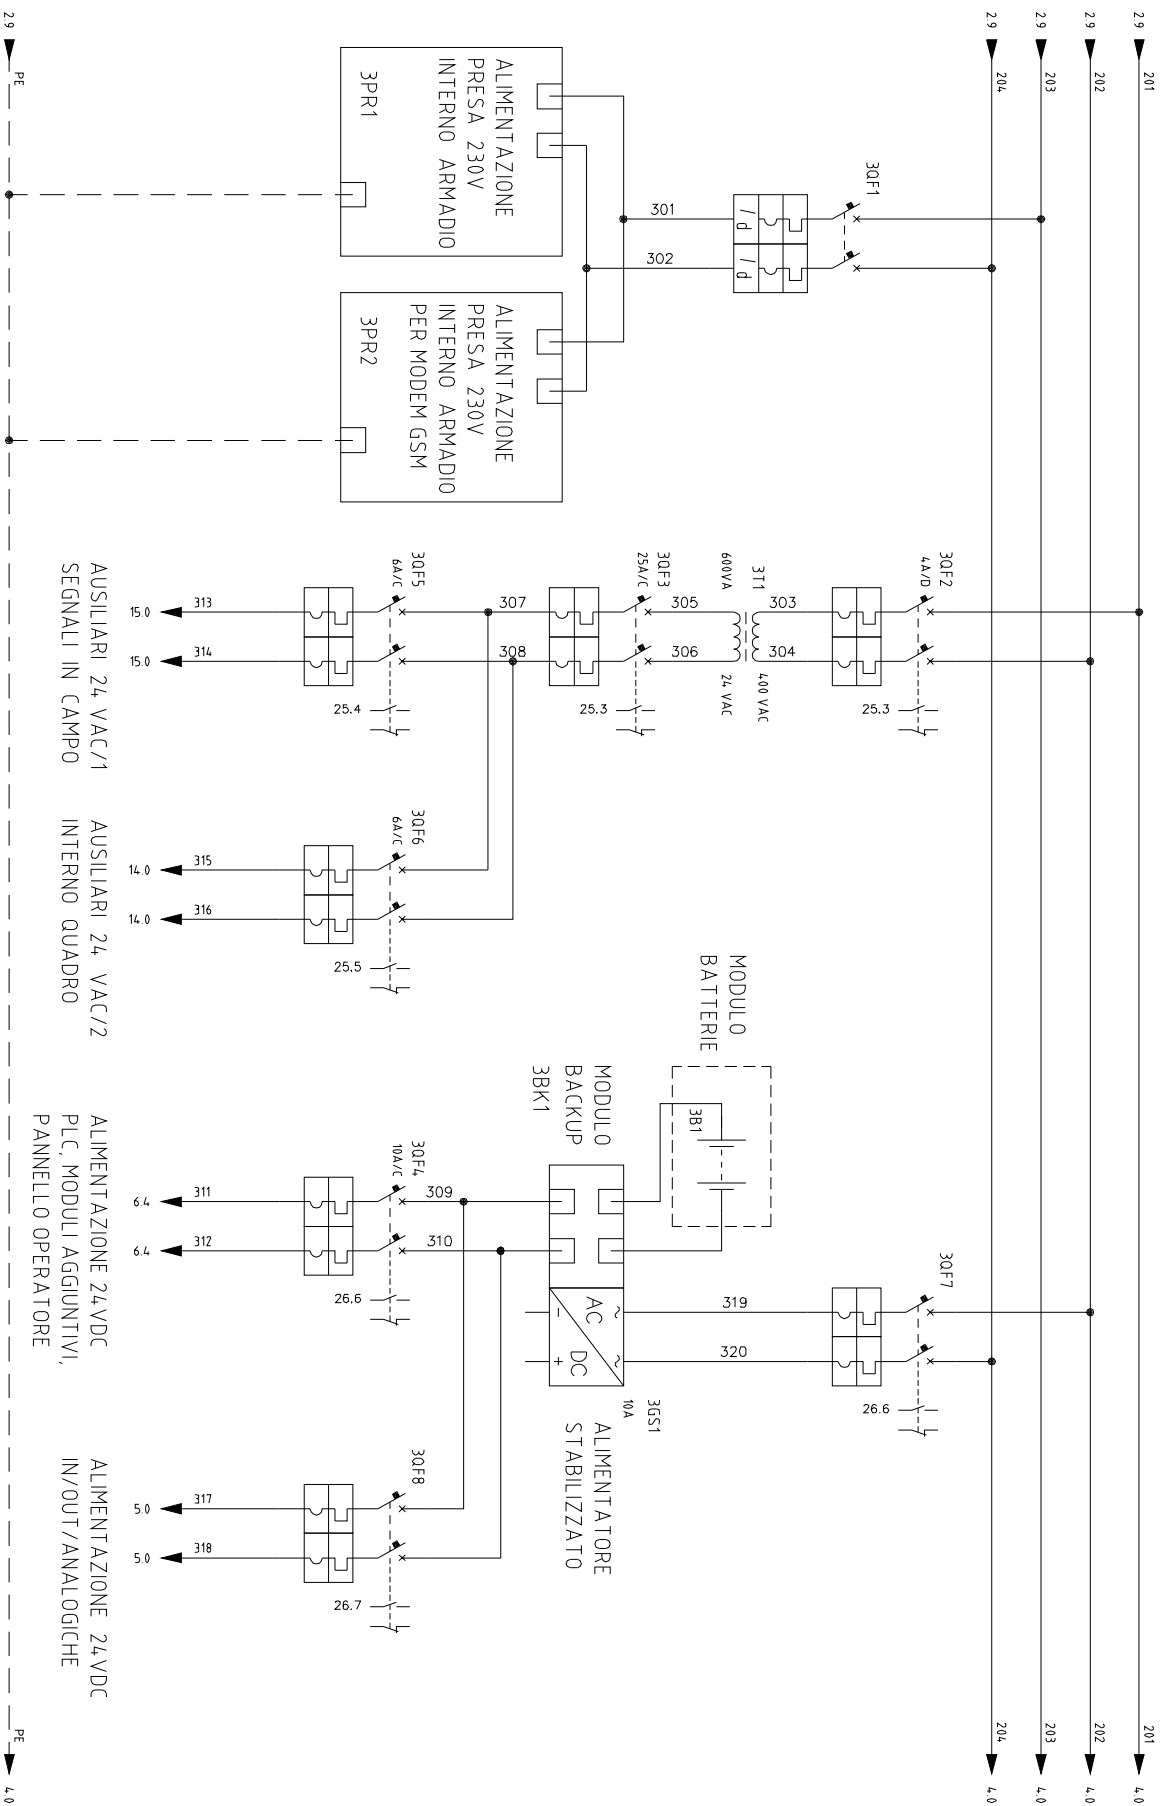 2.9
201
201
4.0
2.9
202
202
4.0
2.9
203
203
4.0
2.9
204
204
4.0
3QF1
I d
I d
301
302
ALIMENTAZIONE
PRESA 230V
INTERNO ARMADIO
3PR1
ALIMENTAZIONE
PRESA 230V
INTERNO ARMADIO
PER MODEM GSM
3PR2
3QF2
4A/D
25.3
303
304
3T1
600VA
400 VAC
24 VAC
305
306
3QF3
25A/C
25.3
307
308
3QF5
6A/C
25.4
313
314
15.0
15.0
AUSILIARI 24 VAC/1
SEGNALI IN CAMPO
3QF6
6A/C
25.5
315
316
14.0
14.0
AUSILIARI 24 VAC/2
INTERNO QUADRO
MODULO
BATTERIE
3B1
MODULO
BACKUP
3BK1
3QF7
26.6
319
320
~
~
AC
DC
−
+
3GS1
10A
ALIMENTATORE
STABILIZZATO
309
310
3QF4
10A/C
26.6
311
312
6.4
6.4
ALIMENTAZIONE 24VDC
PLC, MODULI AGGIUNTIVI,
PANNELLO OPERATORE
3QF8
26.7
317
318
5.0
5.0
ALIMENTAZIONE 24VDC
IN/OUT/ANALOGICHE
2.9
PE
PE
4.0